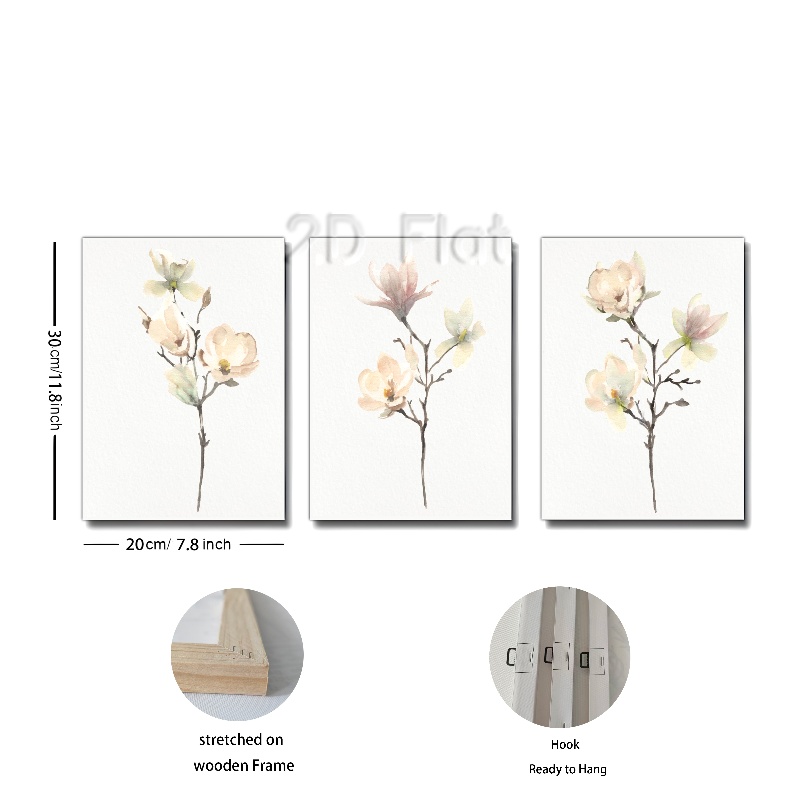 2D Flat
30cm/11.8inch
20cm/ 7.8 inch
stretched on
wooden Frame
Hook
Ready to Hang